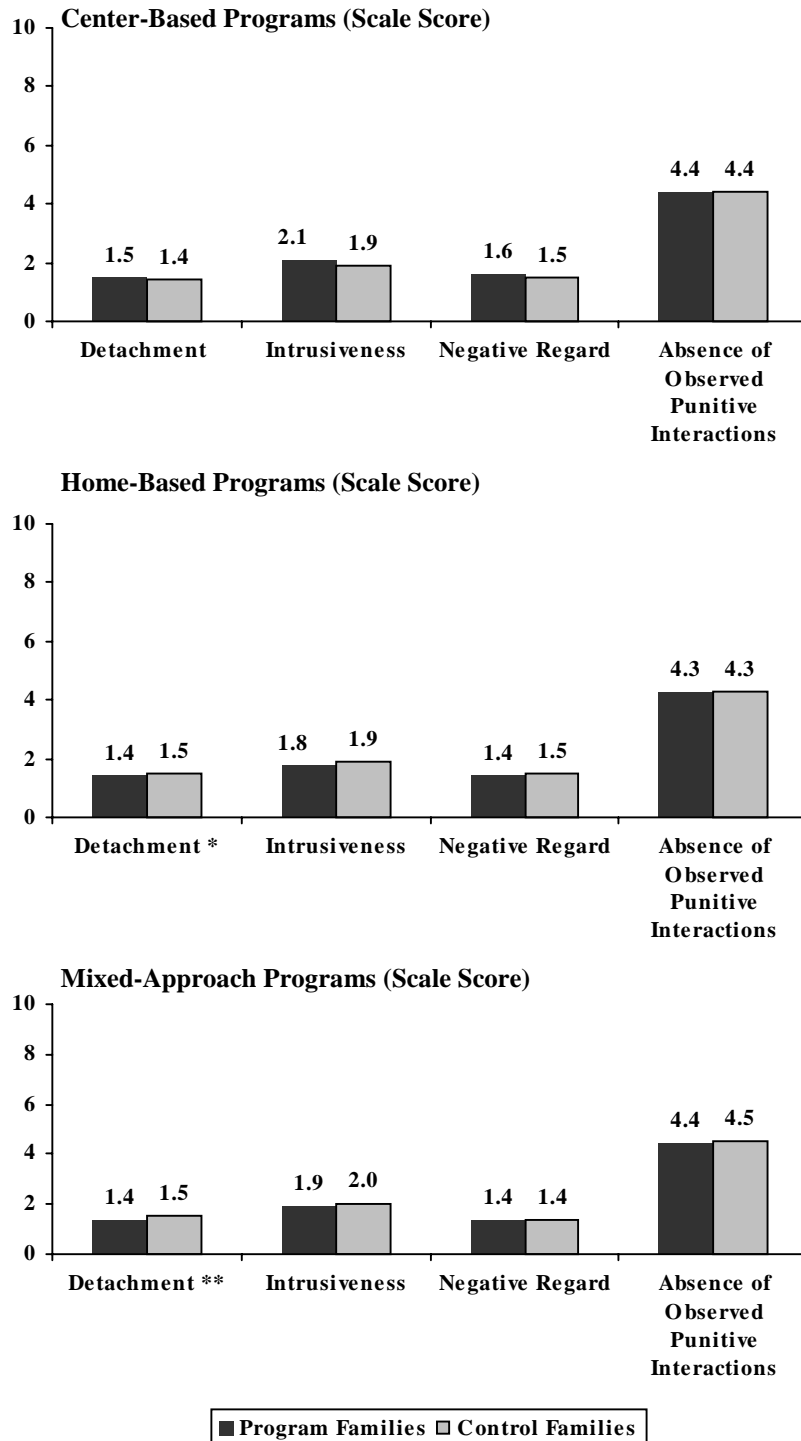 Center-Based Programs (Scale Score)
10
8
6
4
2
0
4.4 4.4
2.1 1.9
1.5 1.4
1.6 1.5
Detachment Intrusiveness Negative Regard Absence of
Observed
Punitive
Interactions
Home-Based Programs (Scale Score)
10
8
6
4
2
0
4.3 4.3
1.8 1.9
1.4 1.5
1.4 1.5
Detachment * Intrusiveness Negative Regard Absence of
Observed
Punitive
Interactions
Mixed-Approach Programs (Scale Score)
10
8
6
4
2
0
4.4 4.5
1.9 2.0
1.4 1.5
1.4 1.4
Detachment ** Intrusiveness Negative Regard Absence of
Observed
Punitive
Interactions
Program Families Control Families